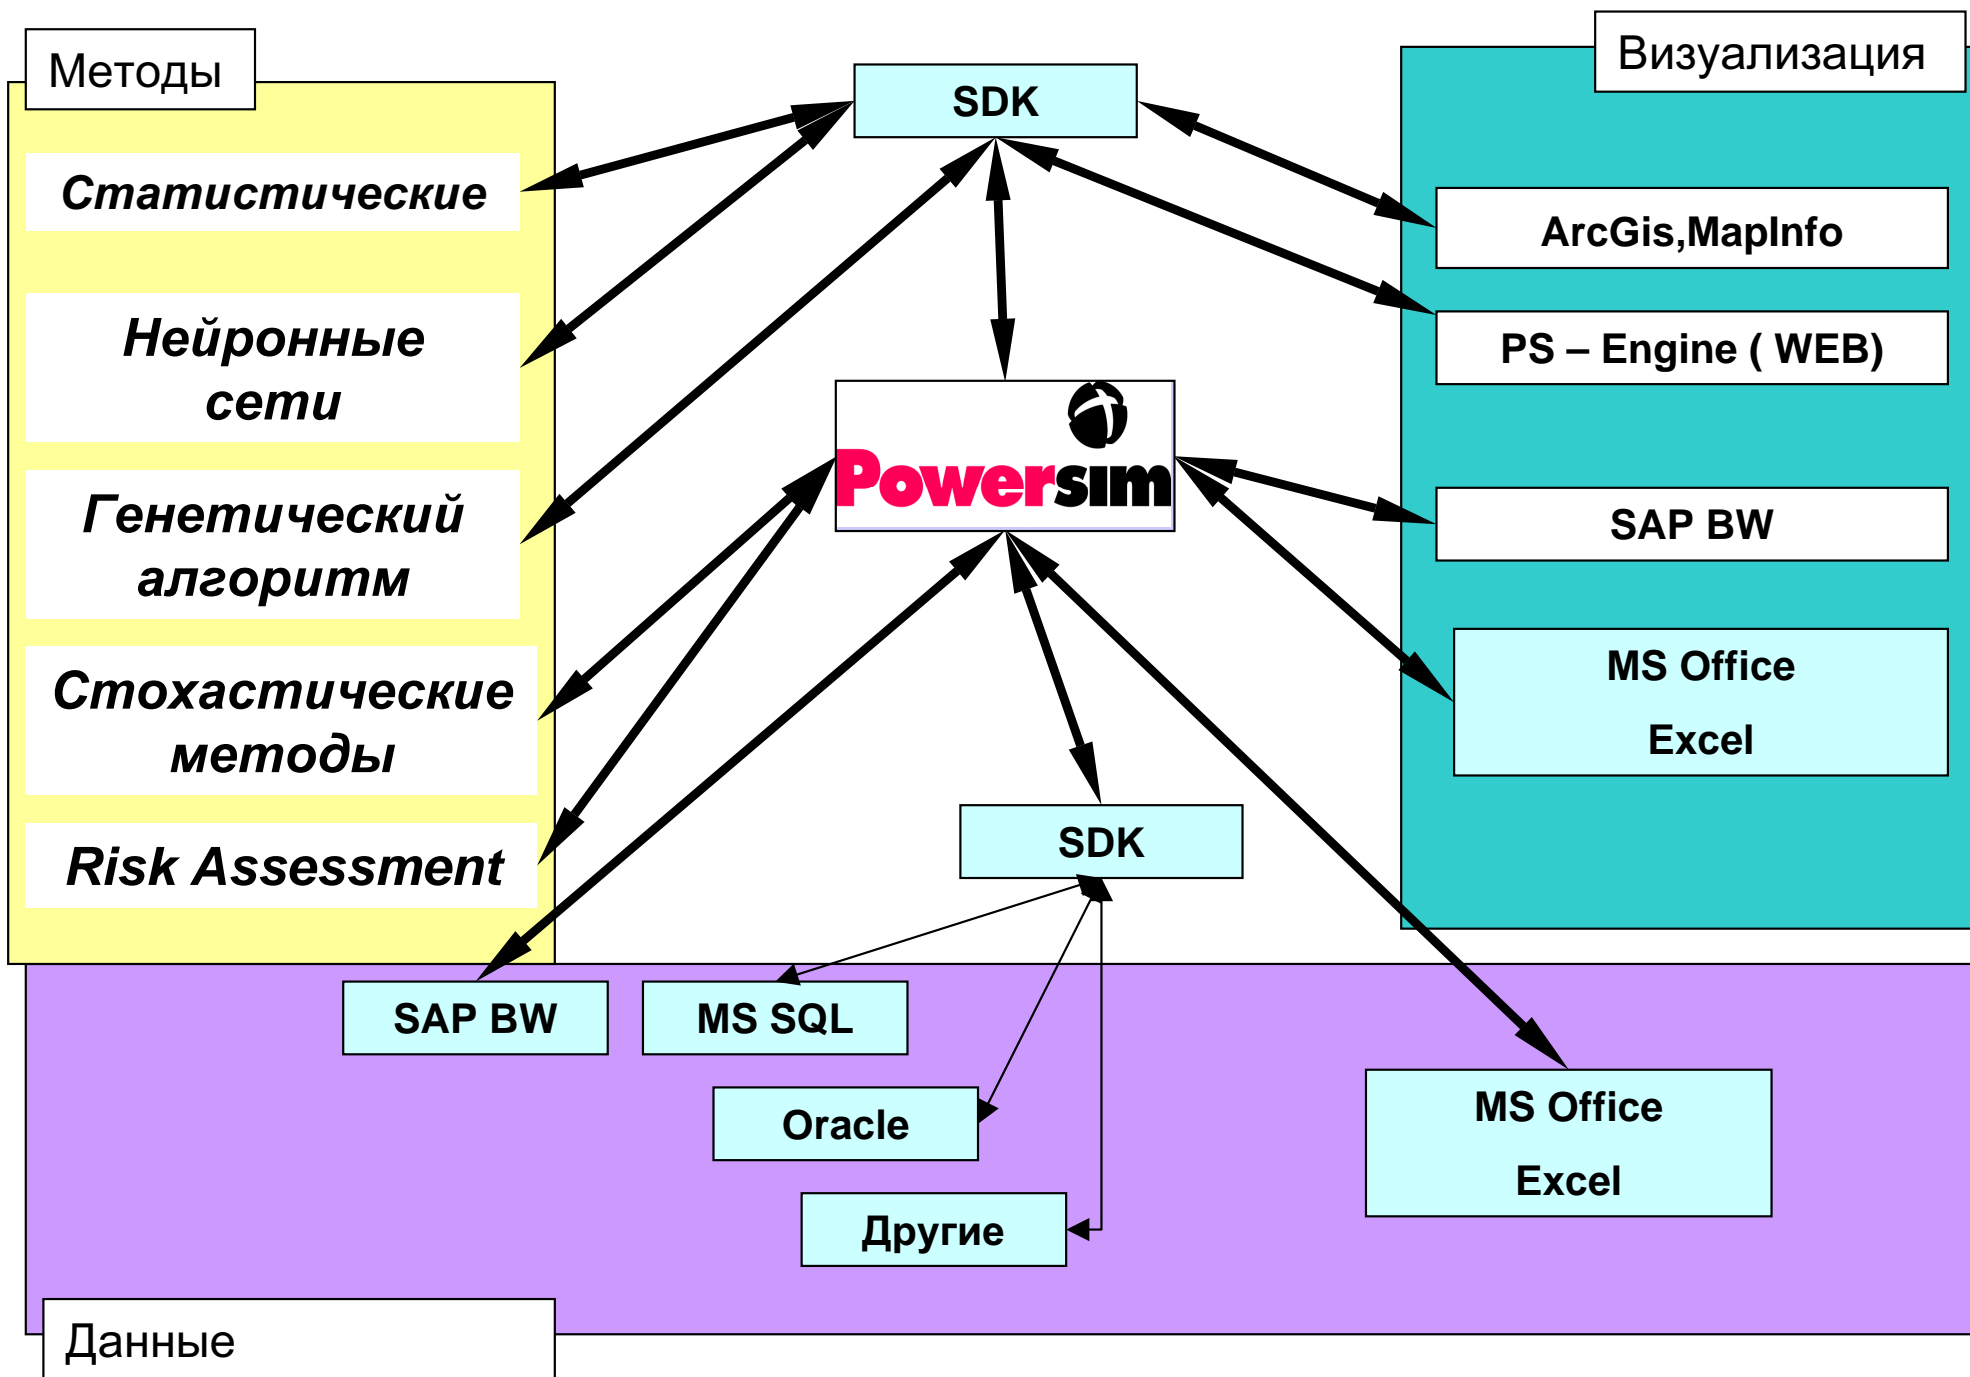 Методы
Визуализация
SDK
Статистические
ArcGis,MapInfo
Нейронные
сети
PS – Engine ( WEB)
Powersim
Генетический
алгоритм
SAP BW
Стохастические
методы
MS Office
Excel
Risk Assessment
SDK
SAP BW
MS SQL
Oracle
MS Office
Excel
Другие
Данные